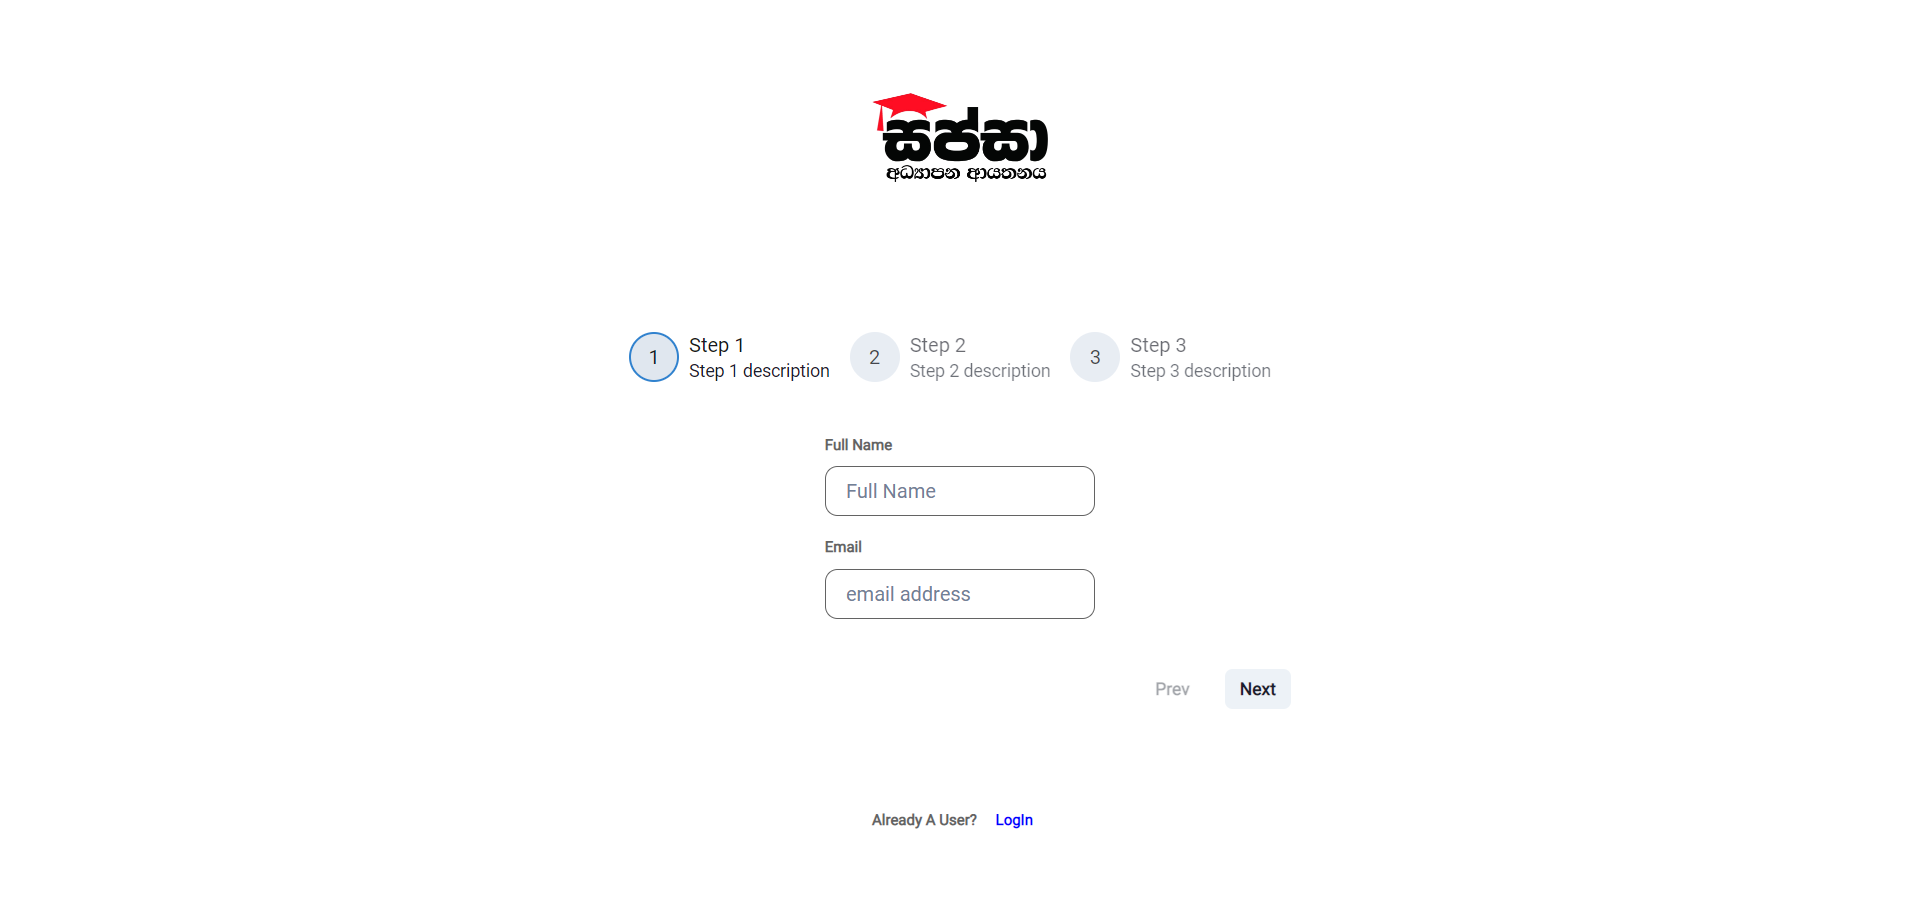 සප්සා
අධ්‍යාපන ආයතනය
1 Step 1 2 Step 2 3 Step 3
Step 1 description Step 2 description Step 3 description
Full Name
Full Name
Email
email address
Prev Next
Already A User? LogIn